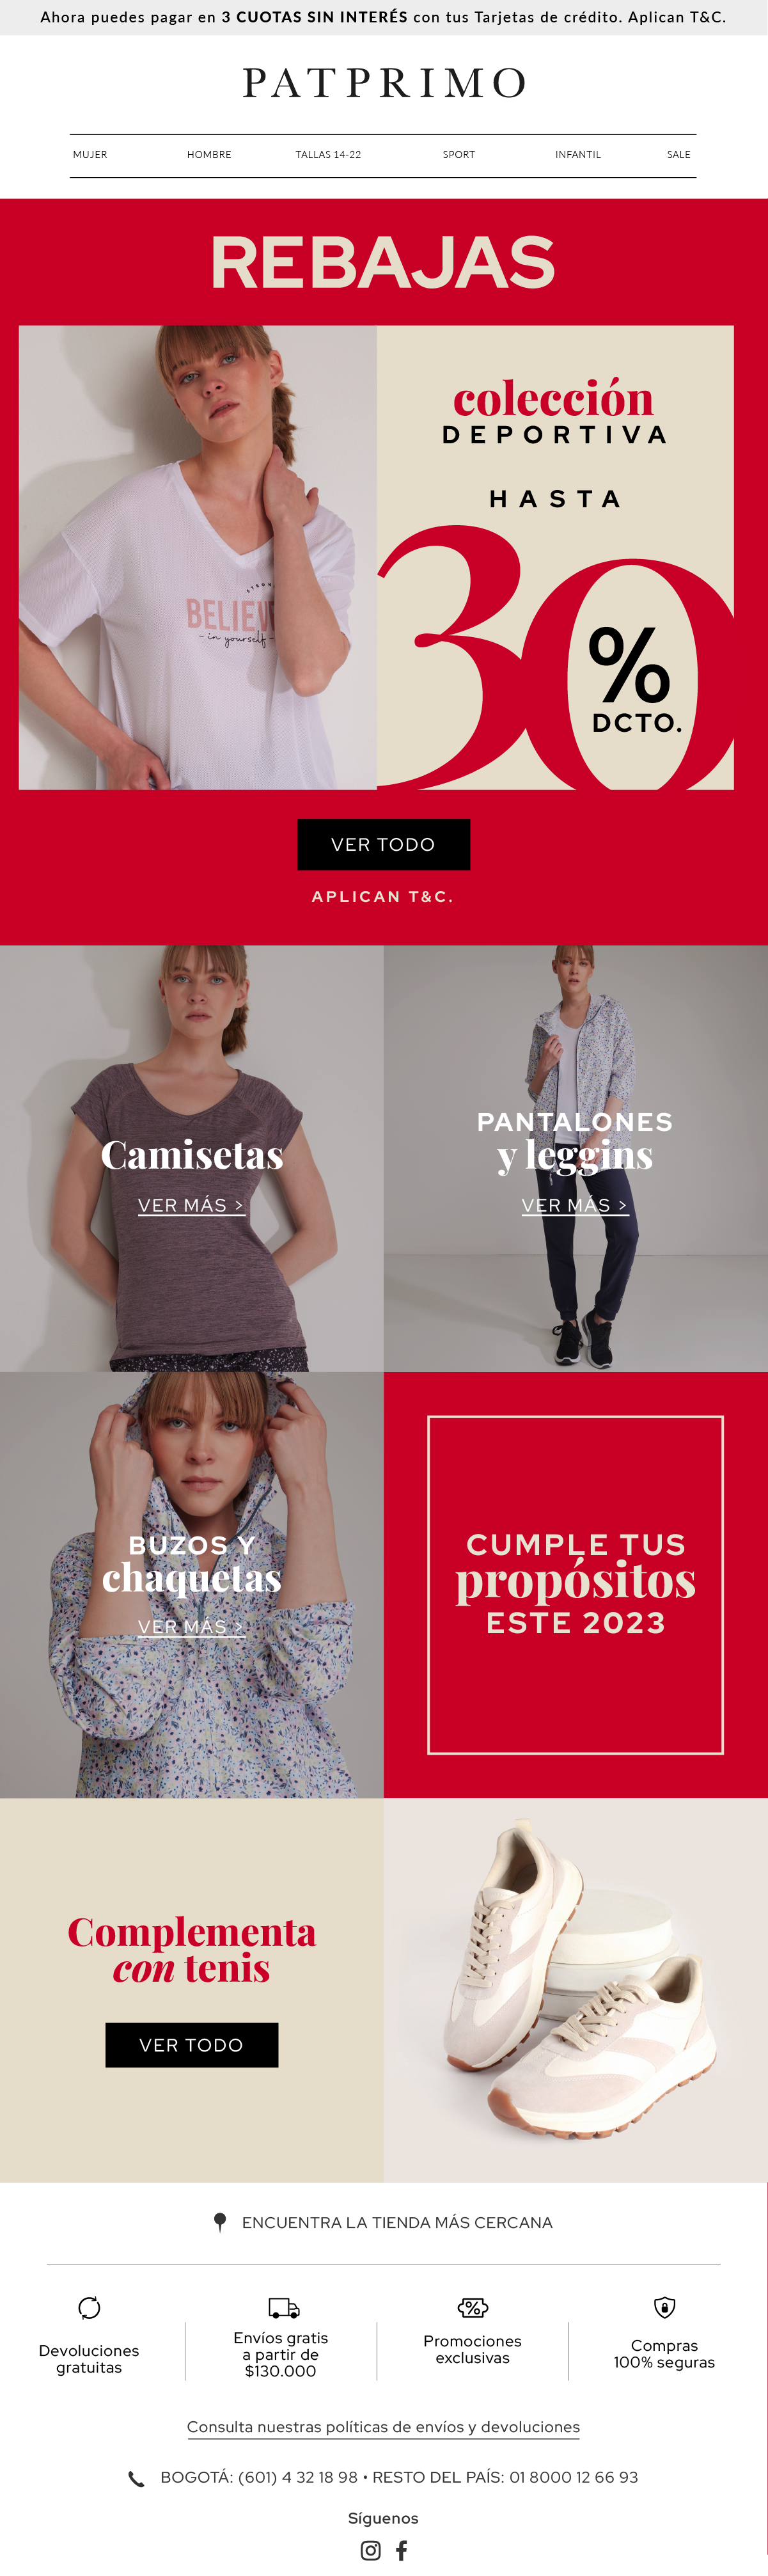 Ahora puedes pagar en 3 CUOTAS SIN INTERÉS con tus Tarjetas de crédito. Aplican T&C.
PATPRIMO
MUJER HOMBRE TALLAS 14-22 SPORT INFANTIL SALE
REBAJAS
colección
DEPORTIVA
HASTA
30
%
DCTO.
STRONG
BELIEV
- in yourself -
VER TODO
APLICAN T&C.
Camisetas
VER MÁS >
PANTALONES
y leggins
VER MÁS >
BUZOS Y
chaquetas
VER MÁS >
CUMPLE TUS
propósitos
ESTE 2023
Complementa
con tenis
VER TODO
ENCUENTRA LA TIENDA MÁS CERCANA
Devoluciones
gratuitas
Envíos gratis
a partir de
$130.000
Promociones
exclusivas
Compras
100% seguras
Consulta nuestras políticas de envíos y devoluciones
BOGOTÁ: (601) 4 32 18 98 • RESTO DEL PAÍS: 01 8000 12 66 93
Síguenos